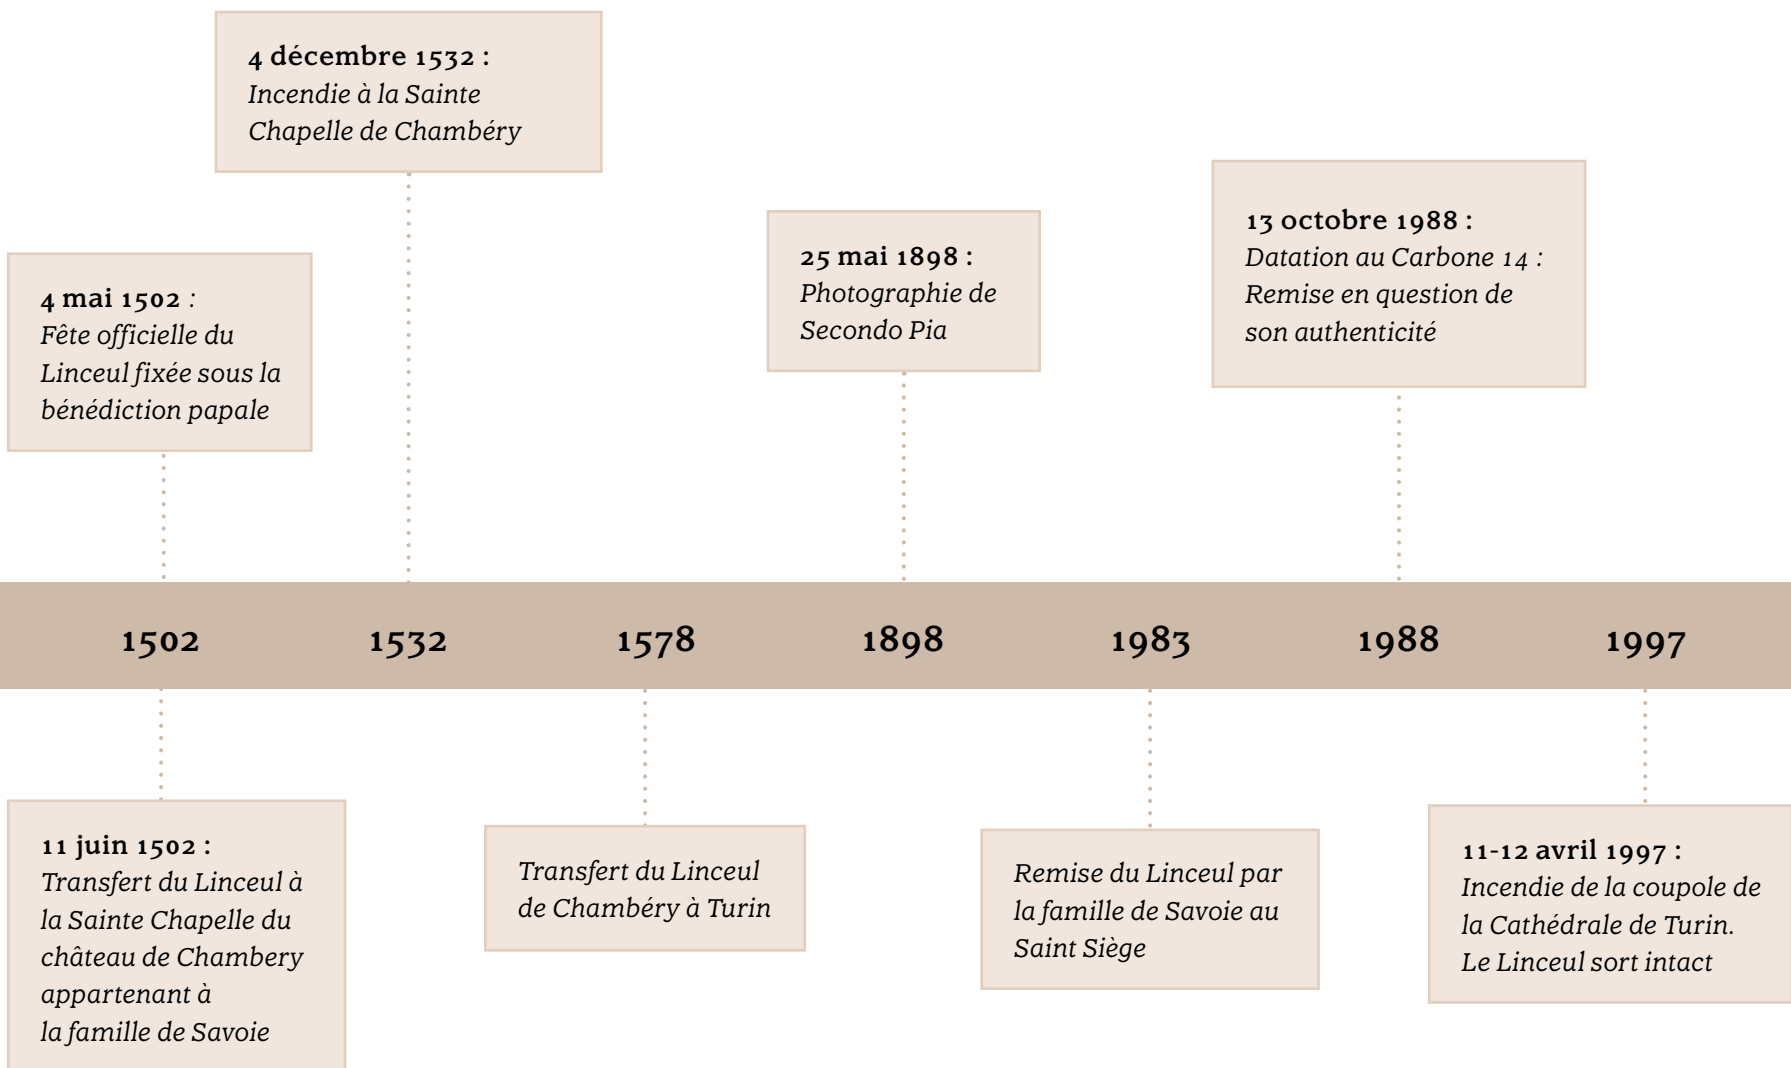 4 décembre 1532 :
Incendie à la Sainte
Chapelle de Chambéry
4 mai 1502 :
Fête officielle du
Linceul fixée sous la
bénédiction papale
25 mai 1898 :
Photographie de
Secondo Pia
13 octobre 1988 :
Datation au Carbone 14 :
Remise en question de
son authenticité
1502 1532 1578 1898 1983 1988 1997
11 juin 1502 :
Transfert du Linceul à
la Sainte Chapelle du
château de Chambery
appartenant à
la famille de Savoie
Transfert du Linceul
de Chambéry à Turin
Remise du Linceul par
la famille de Savoie au
Saint Siège
11-12 avril 1997 :
Incendie de la coupole de
la Cathédrale de Turin.
Le Linceul sort intact